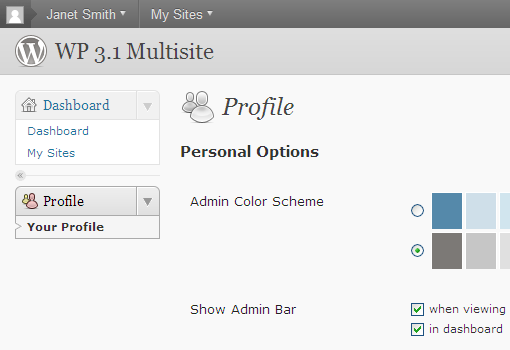 Janet Smith My Sites
WP 3.1 Multisite
Dashboard
Dashboard
My Sites
Profile
Your Profile
Profile
Personal Options
Admin Color Scheme
Show Admin Bar
when viewing
in dashboard